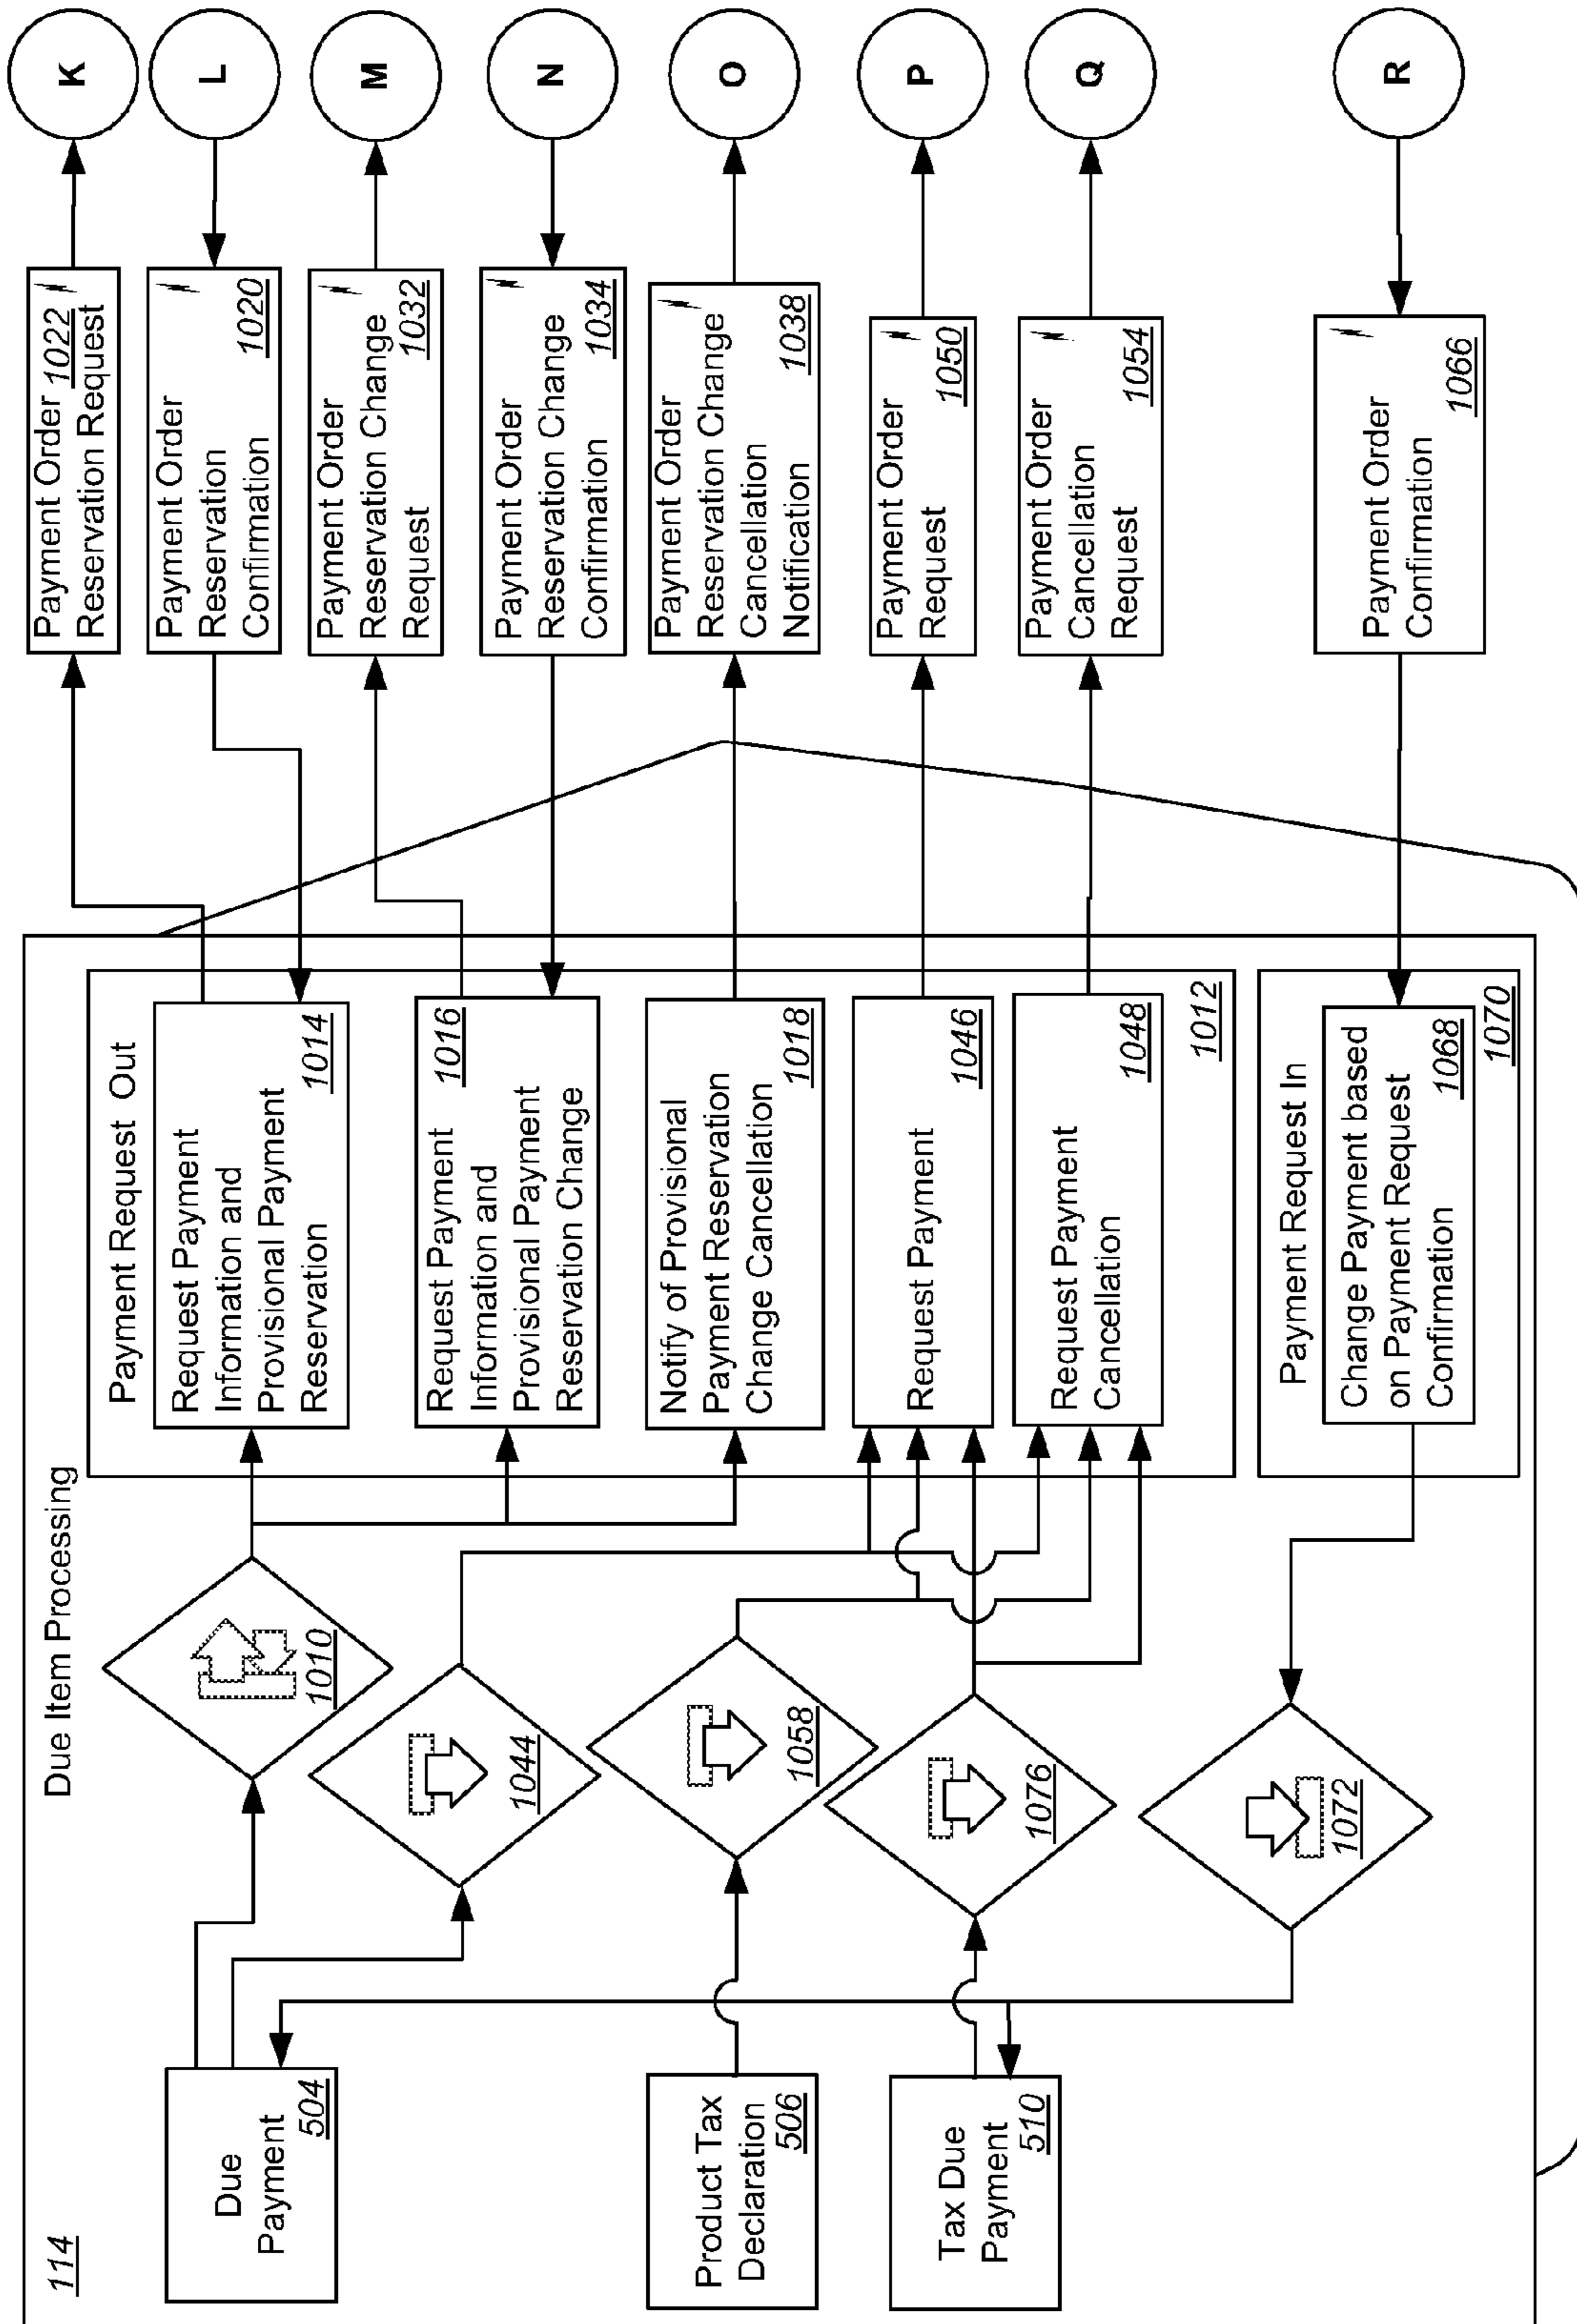 114
Due Item Processing
Due
Payment
504
Product Tax
Declaration
506
Tax Due
Payment
510
1010
1044
1058
1076
1072
Payment Request Out
Request Payment
Information and
Provisional Payment
Reservation
1014
Request Payment
1016
Information and
Provisional Payment
Reservation Change
Notify of Provisional
Payment Reservation
Change Cancellation
1018
Request Payment
1046
Request Payment
Cancellation
1048
1012
Payment Request In
Change Payment based
on Payment Request
Confirmation
1068
1070
Payment Order 1022
Reservation Request
Payment Order
Reservation
Confirmation
1020
Payment Order
Reservation Change
Request
1032
Payment Order
Reservation Change
Confirmation
1034
Payment Order
Reservation Change
Cancellation
Notification
1038
Payment Order
Request
1050
Payment Order
Cancellation
Request
1054
Payment Order
Confirmation
1066
K
L
M
N
O
P
Q
R